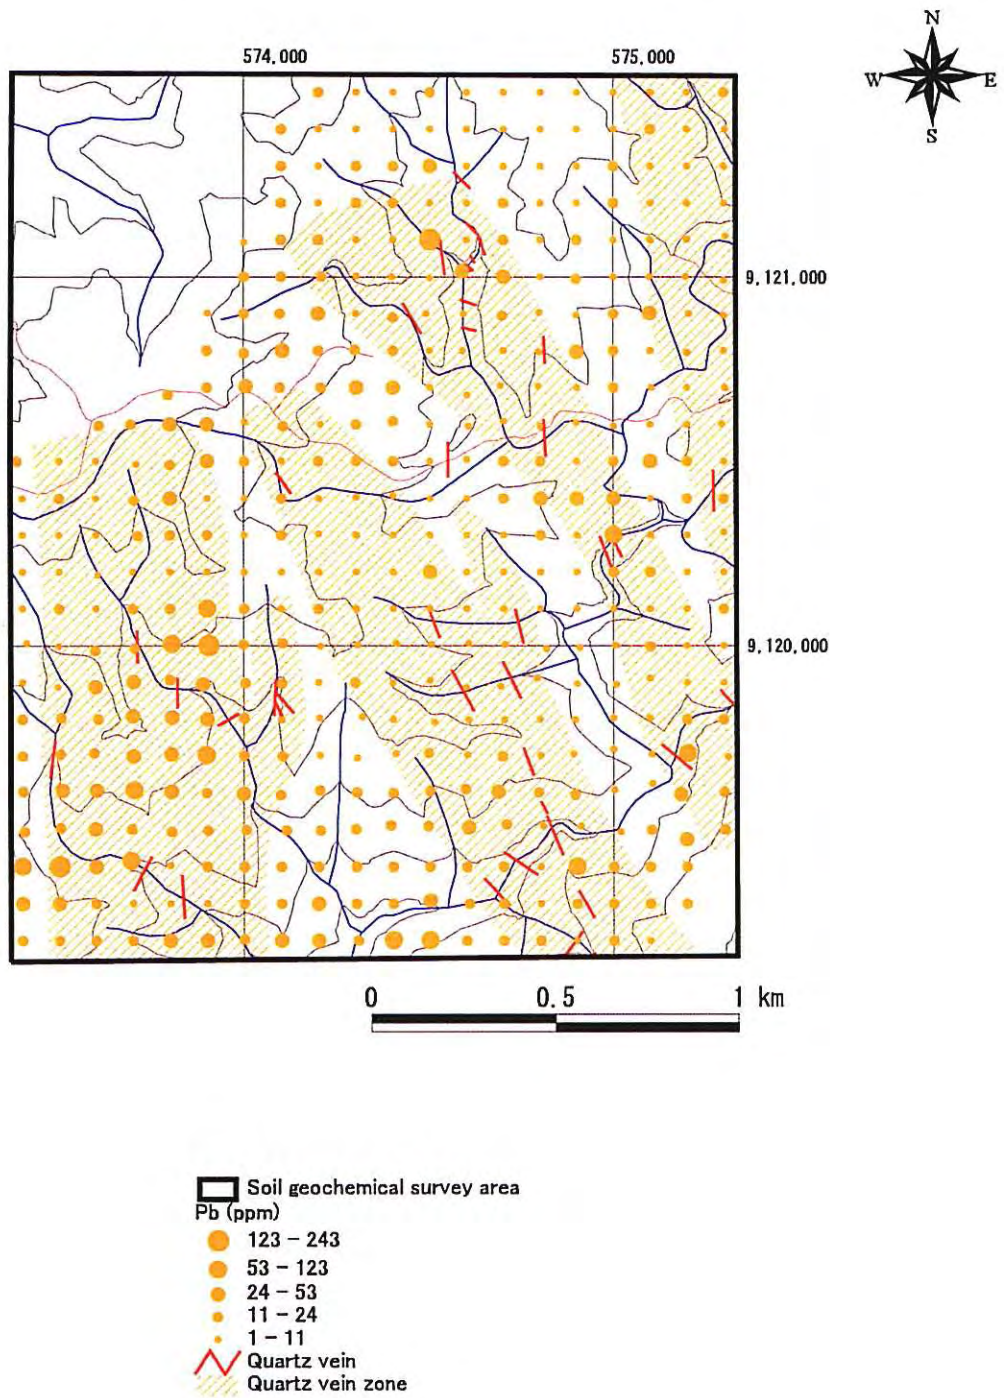 N
574,000 575,000
W E
S
9,121,000
9,120,000
0 0.5 1 km
Soil geochemical survey area
Pb (ppm)
123 - 243
53 - 123
24 - 53
11 - 24
1 - 11
Quartz vein
Quartz vein zone